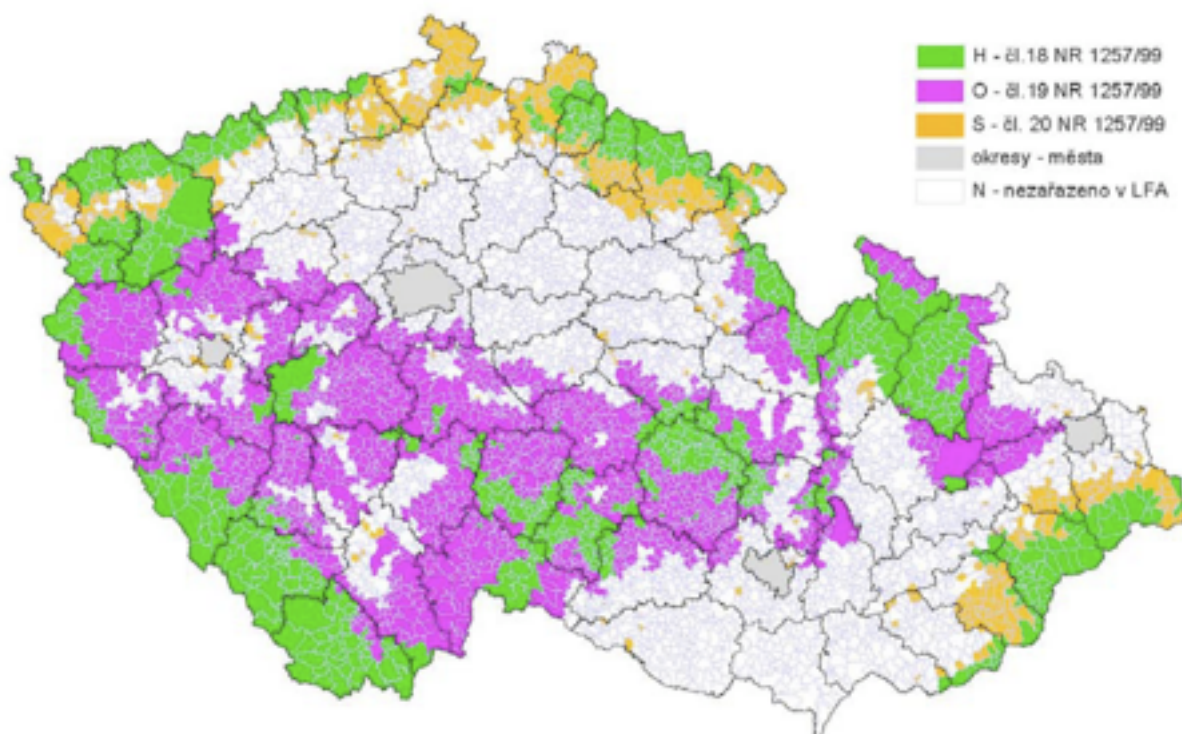 H - čl.18 NR 1257/99
O - čl.19 NR 1257/99
S - čl. 20 NR 1257/99
okresy - města
N - nezařazeno v LFA